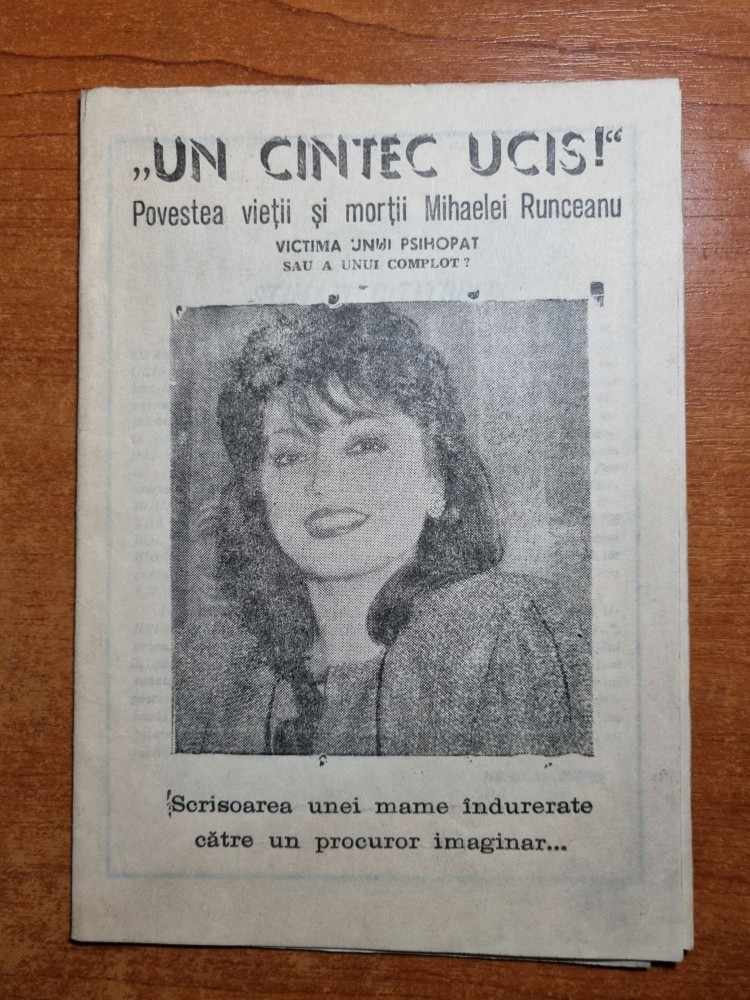 „UN CINTEC UCIS!“
Povestea vieții și morții Mihaelei Runceanu
VICTIMA UNUI PSIHOPAT
SAU A UNUI COMPLOT?
Scrisoarea unei mame îndurerate
către un procuror imaginar...